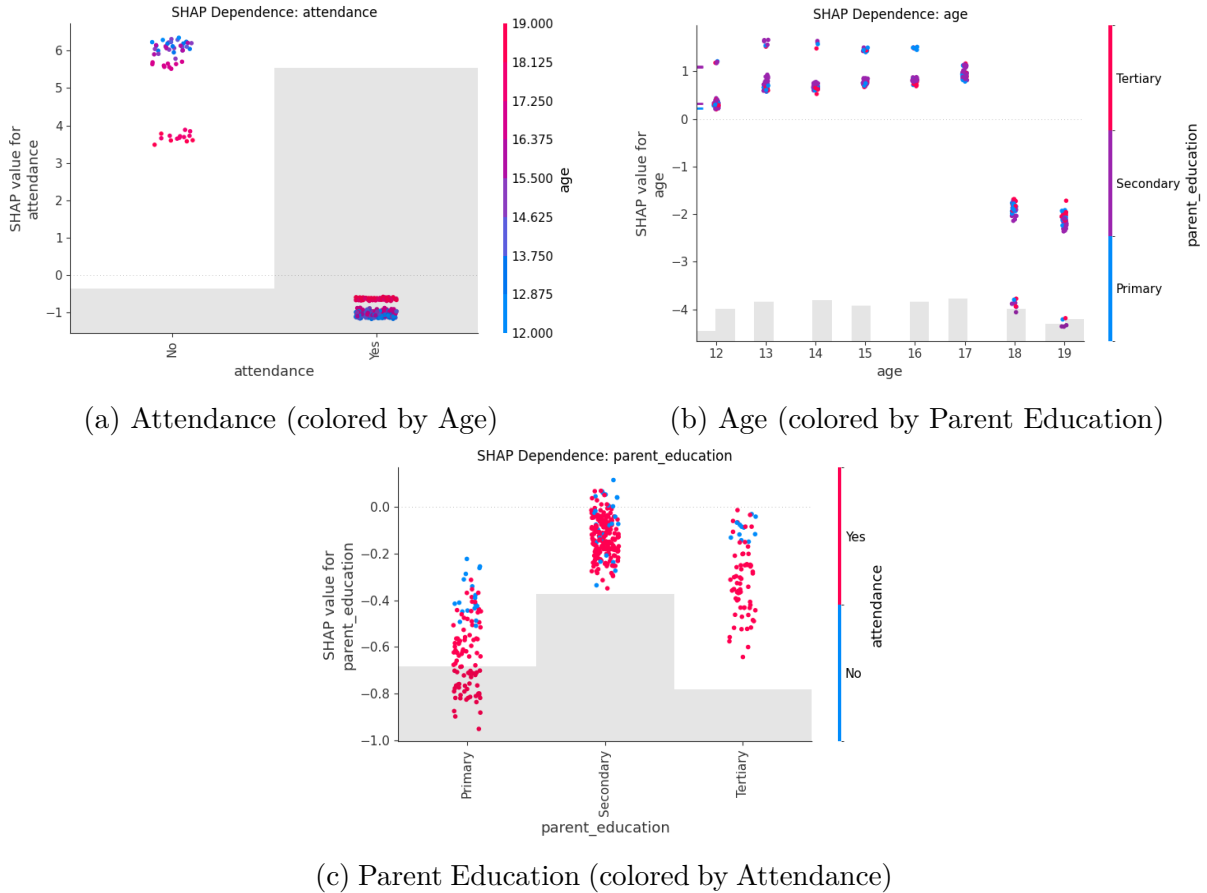 SHAP Dependence: attendance
6
5
4
3
2
1
0
−1
SHAP value for
attendance
No
Yes
attendance
19.000
18.125
17.250
16.375
15.500
14.625
13.750
12.875
12.000
age
(a) Attendance (colored by Age)
SHAP Dependence: age
1
0
−1
−2
−3
−4
SHAP value for
age
12
13
14
15
16
17
18
19
age
Tertiary
Secondary
Primary
parent_education
(b) Age (colored by Parent Education)
SHAP Dependence: parent_education
0.0
−0.2
−0.4
−0.6
−0.8
−1.0
SHAP value for
parent_education
Primary
Secondary
Tertiary
parent_education
Yes
No
attendance
(c) Parent Education (colored by Attendance)